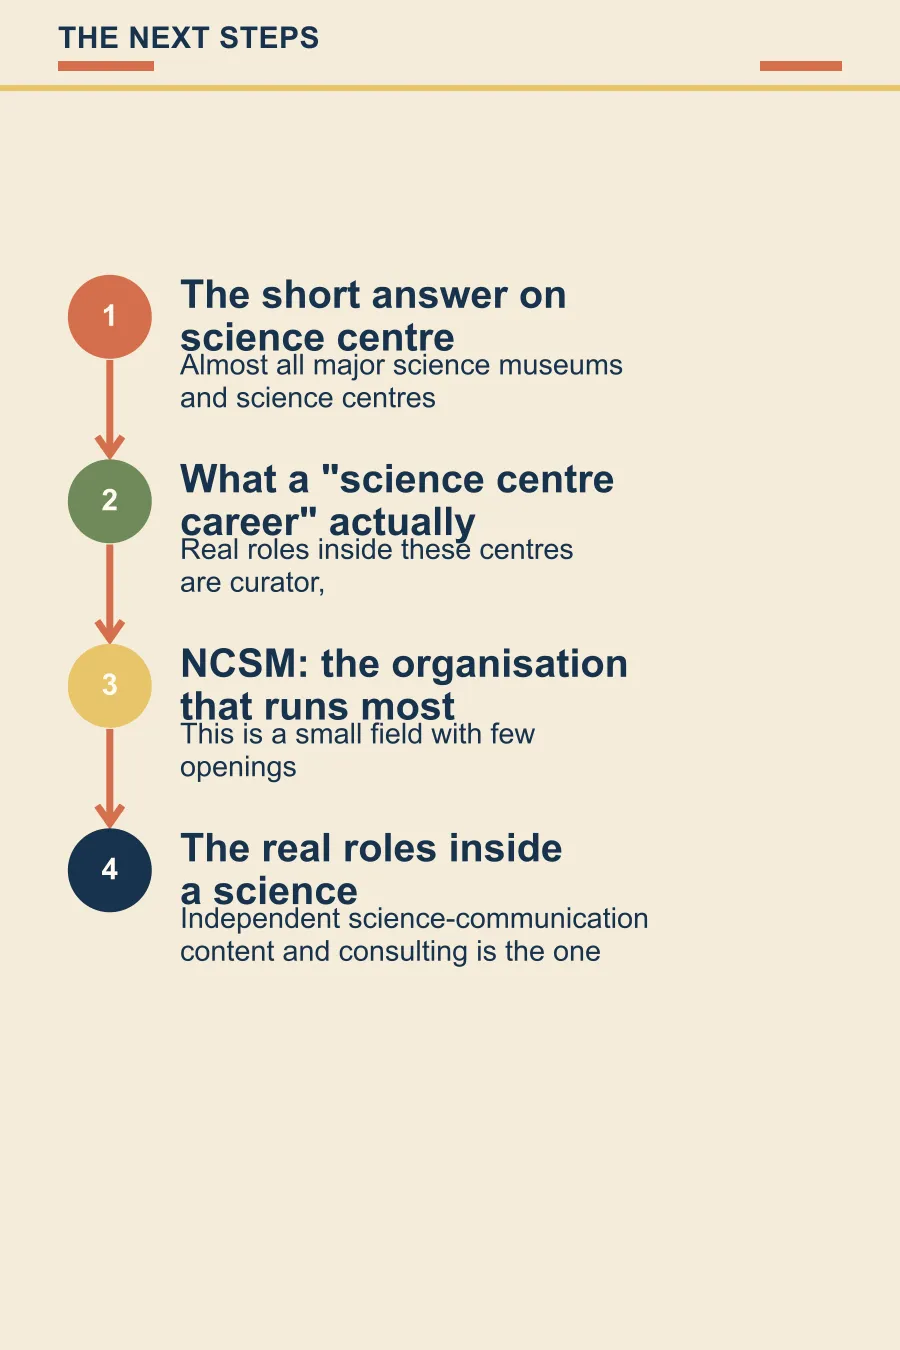 THE NEXT STEPS
1
The short answer on
science centre
Almost all major science museums
and science centres
2
What a "science centre
career" actually
Real roles inside these centres
are curator,
3
NCSM: the organisation
that runs most
This is a small field with few
openings
4
The real roles inside
a science
Independent science-communication
content and consulting is the one